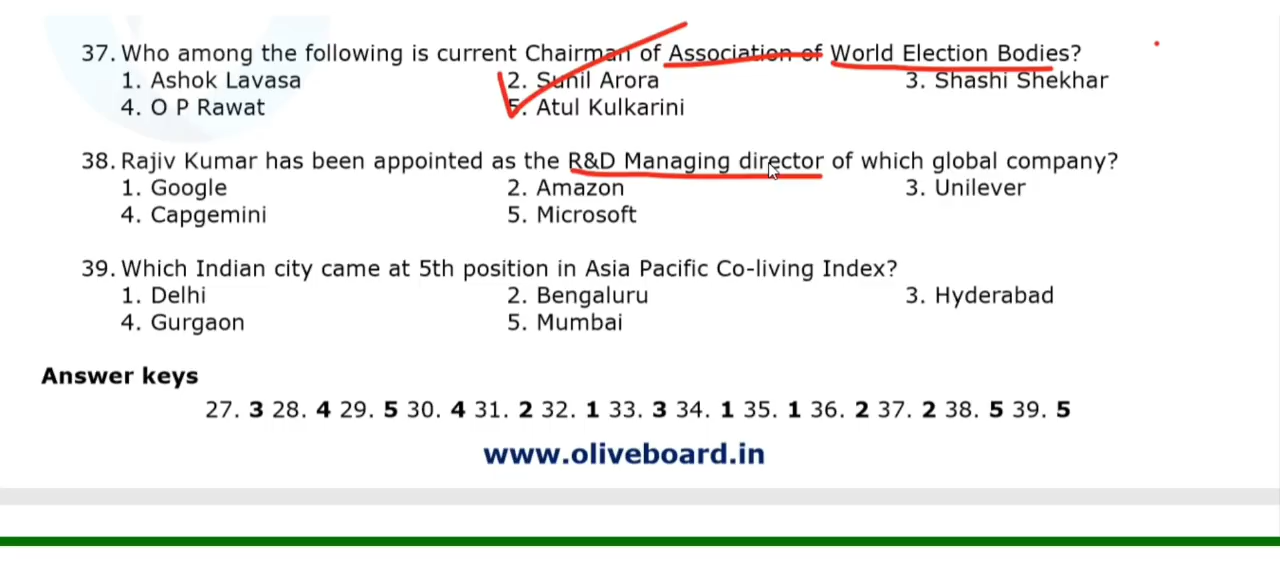 37. Who among the following is current Chairman of Association of World Election Bodies?
1. Ashok Lavasa 2. Sunil Arora 3. Shashi Shekhar
4. O P Rawat 5. Atul Kulkarini
38. Rajiv Kumar has been appointed as the R&D Managing director of which global company?
1. Google 2. Amazon 3. Unilever
4. Capgemini 5. Microsoft
39. Which Indian city came at 5th position in Asia Pacific Co-living Index?
1. Delhi 2. Bengaluru 3. Hyderabad
4. Gurgaon 5. Mumbai
Answer keys
27. 3 28. 4 29. 5 30. 4 31. 2 32. 1 33. 3 34. 1 35. 1 36. 2 37. 2 38. 5 39. 5
www.oliveboard.in